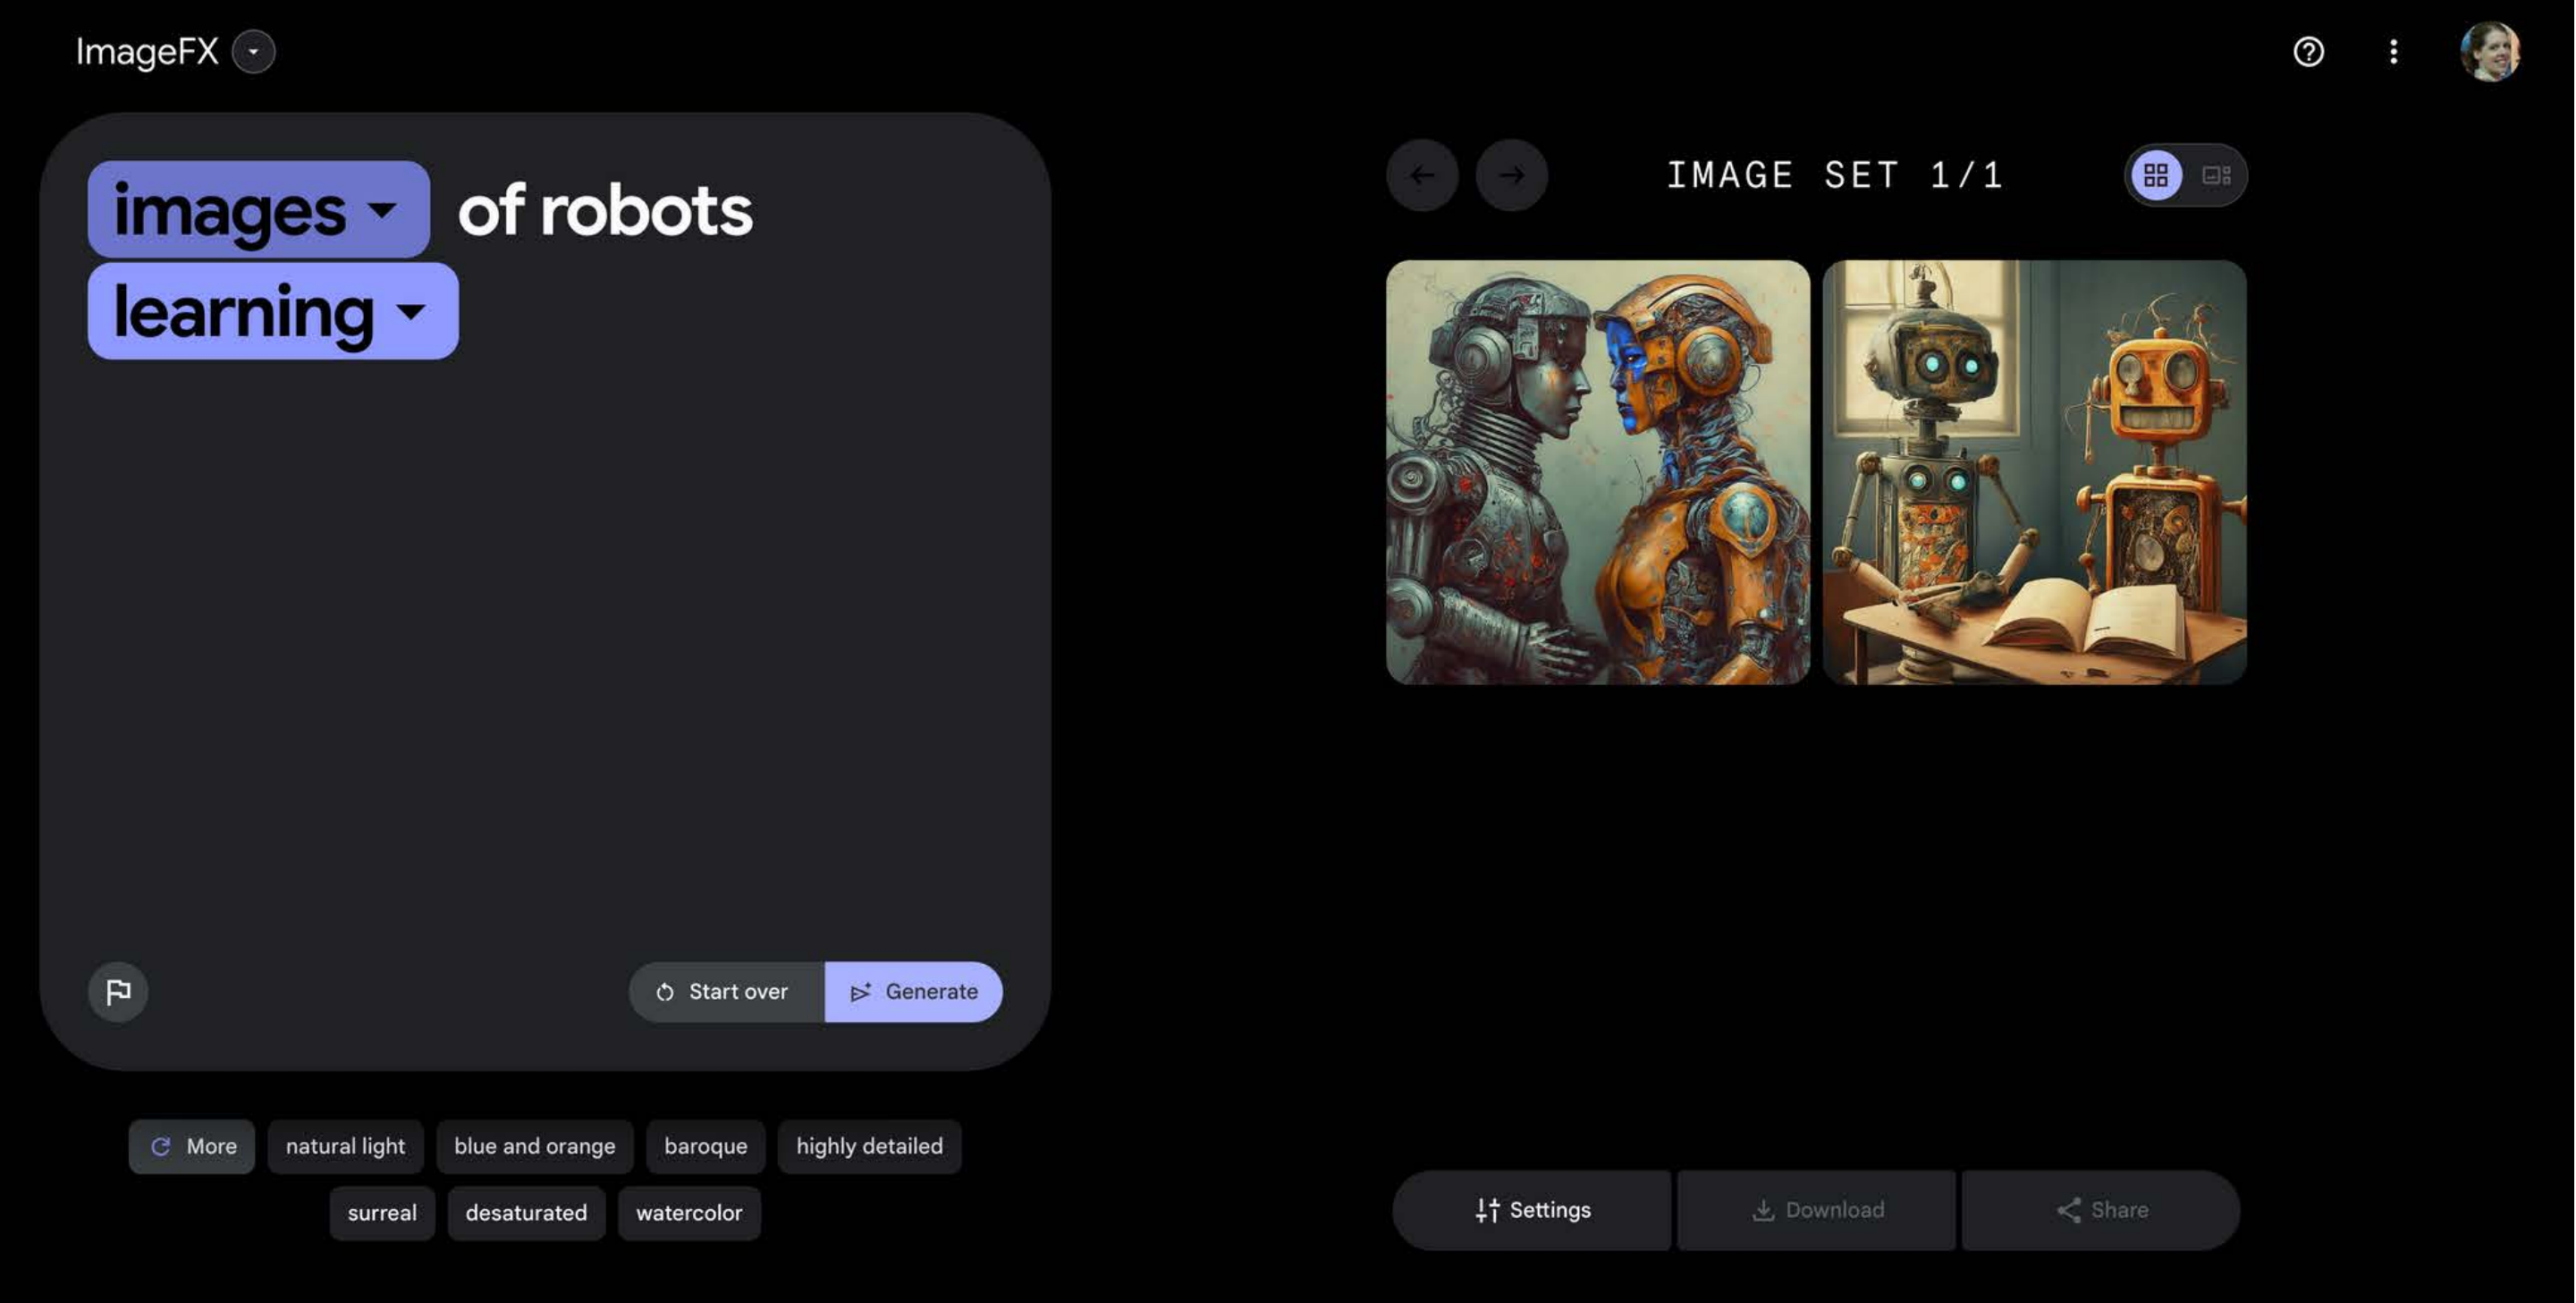 ImageFX
images of robots
learning
Start over
Generate
More
natural light
blue and orange
baroque
highly detailed
surreal
desaturated
watercolor
IMAGE SET 1/1
Settings
Download
Share